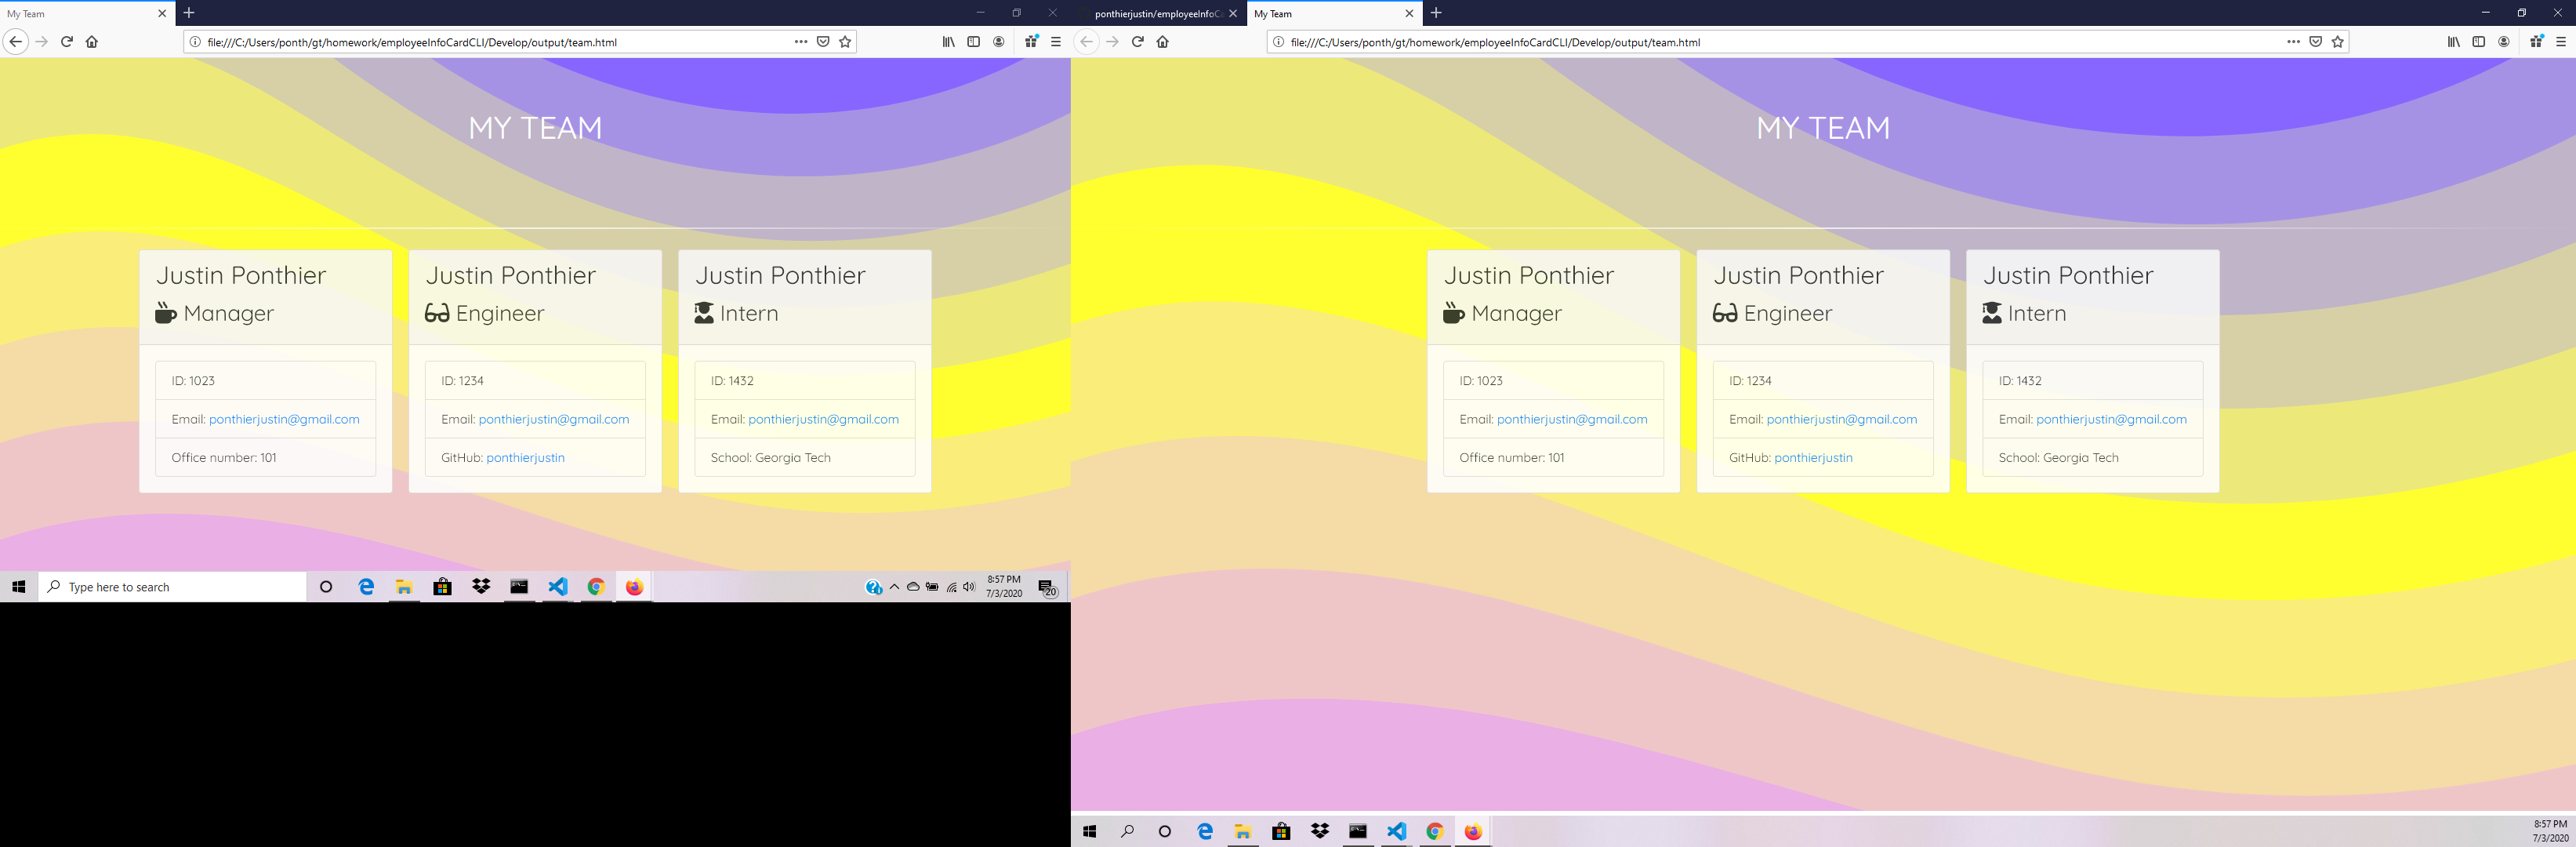 My Team
file:///C:/Users/ponth/gt/homework/employeeInfoCardCLI/Develop/output/team.html
MY TEAM
Justin Ponthier
Manager
ID: 1023
Email: ponthierjustin@gmail.com
Office number: 101
Justin Ponthier
Engineer
ID: 1234
Email: ponthierjustin@gmail.com
GitHub: ponthierjustin
Justin Ponthier
Intern
ID: 1432
Email: ponthierjustin@gmail.com
School: Georgia Tech
Type here to search
8:57 PM
7/3/2020
20
ponthierjustin/employeeInfoCa
My Team
file:///C:/Users/ponth/gt/homework/employeeInfoCardCLI/Develop/output/team.html
MY TEAM
Justin Ponthier
Manager
ID: 1023
Email: ponthierjustin@gmail.com
Office number: 101
Justin Ponthier
Engineer
ID: 1234
Email: ponthierjustin@gmail.com
GitHub: ponthierjustin
Justin Ponthier
Intern
ID: 1432
Email: ponthierjustin@gmail.com
School: Georgia Tech
8:57 PM
7/3/2020